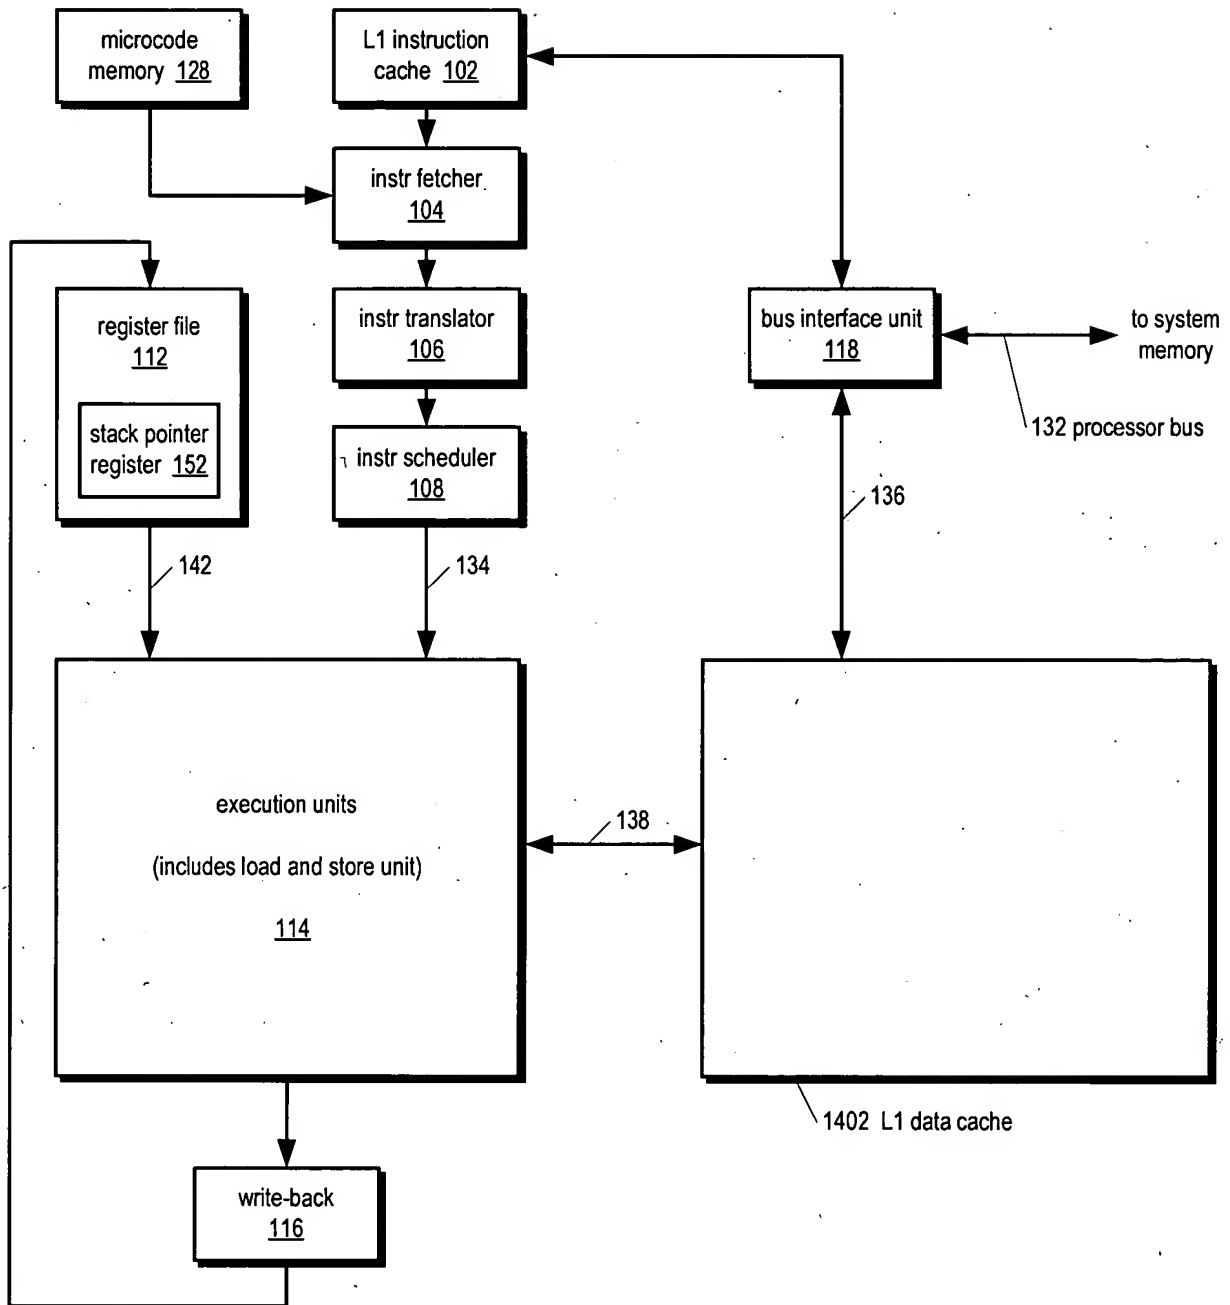 microcode
memory 128
L1 instruction
cache 102
instr fetcher
104
register file
112
stack pointer
register 152
instr translator
106
instr scheduler
108
bus interface unit
118
to system
memory
132 processor bus
136
142
134
execution units
(includes load and store unit)
114
138
1402 L1 data cache
write-back
116